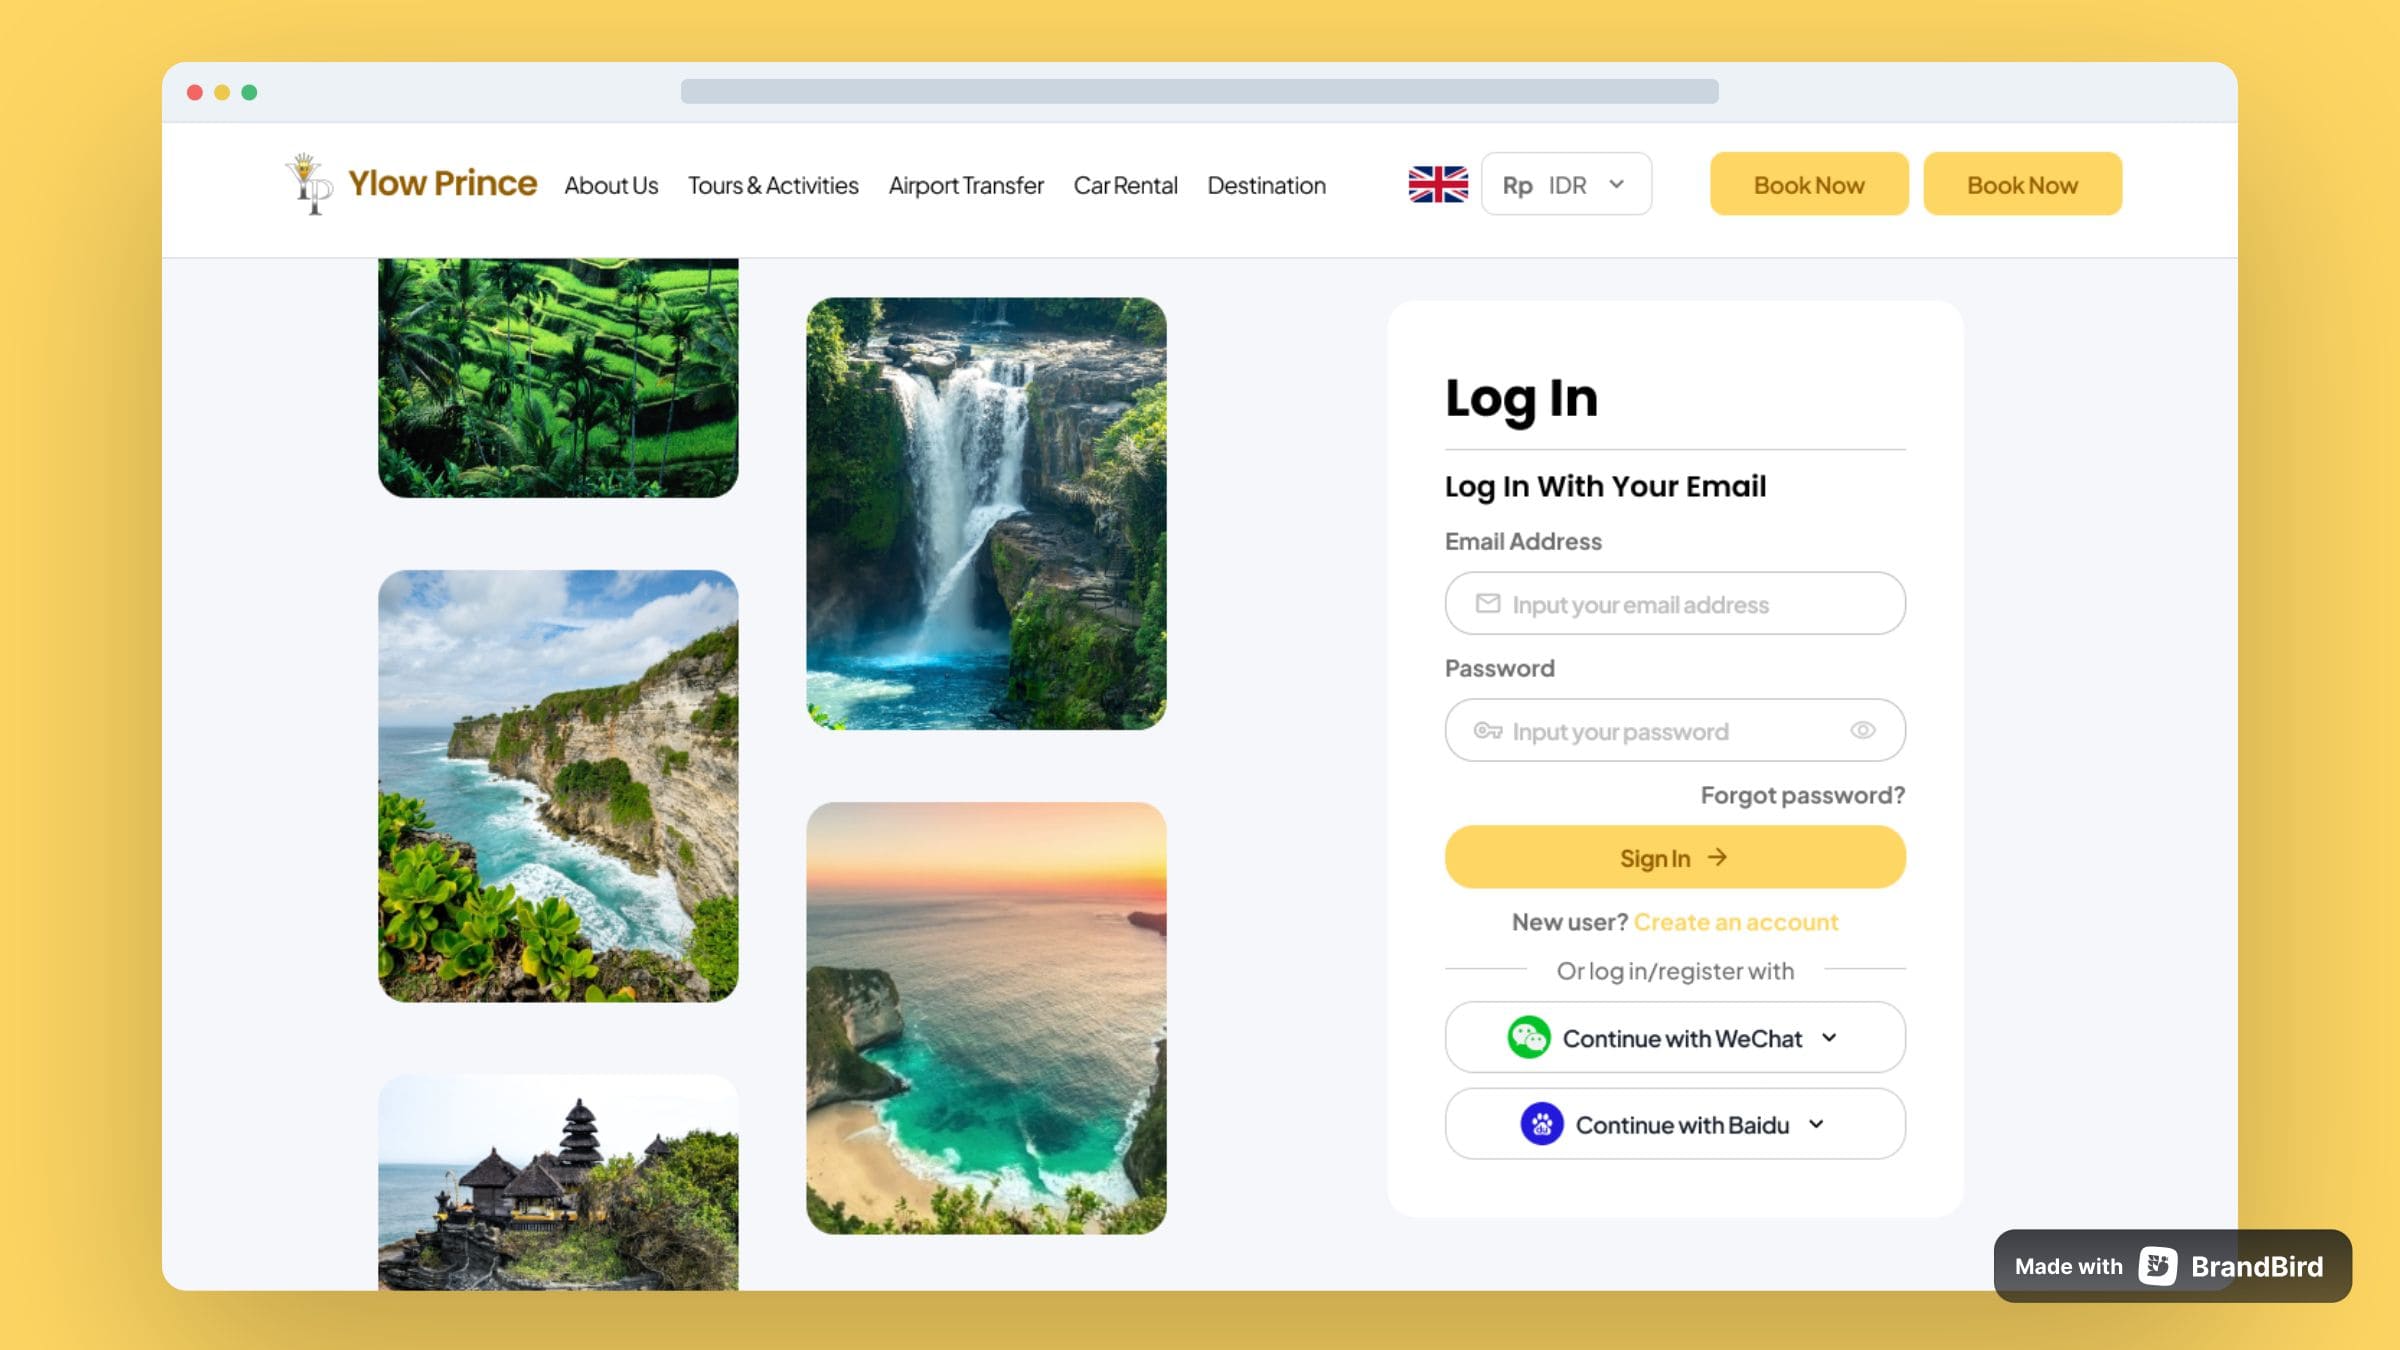 Ylow Prince
About Us
Tours & Activities
Airport Transfer
Car Rental
Destination
Rp IDR
Book Now
Book Now
Log In
Log In With Your Email
Email Address
Input your email address
Password
Input your password
Forgot password?
Sign In
New user? Create an account
Or log in/register with
Continue with WeChat
du
Continue with Baidu
Made with BrandBird